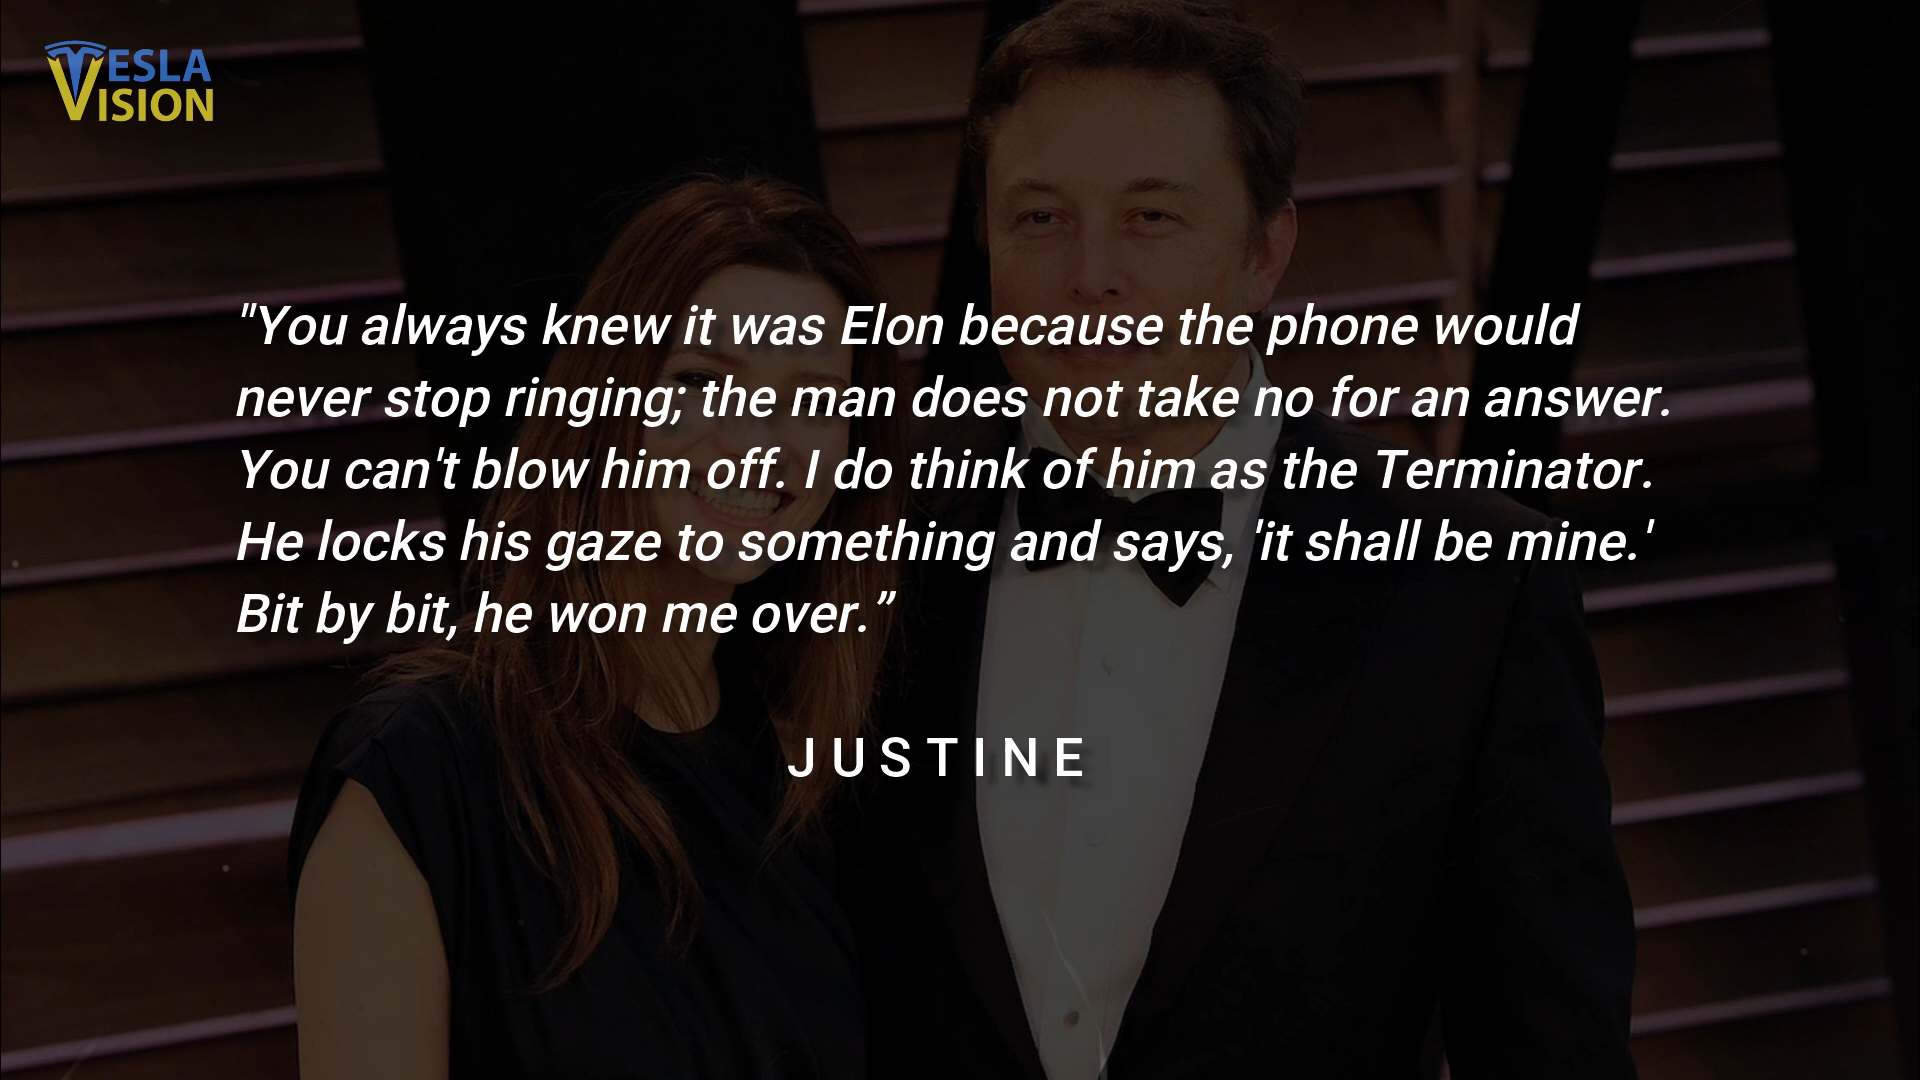 TESLA
VISION
"You always knew it was Elon because the phone would
never stop ringing; the man does not take no for an answer.
You can't blow him off. I do think of him as the Terminator.
He locks his gaze to something and says, 'it shall be mine.'
Bit by bit, he won me over.”
JUSTINE